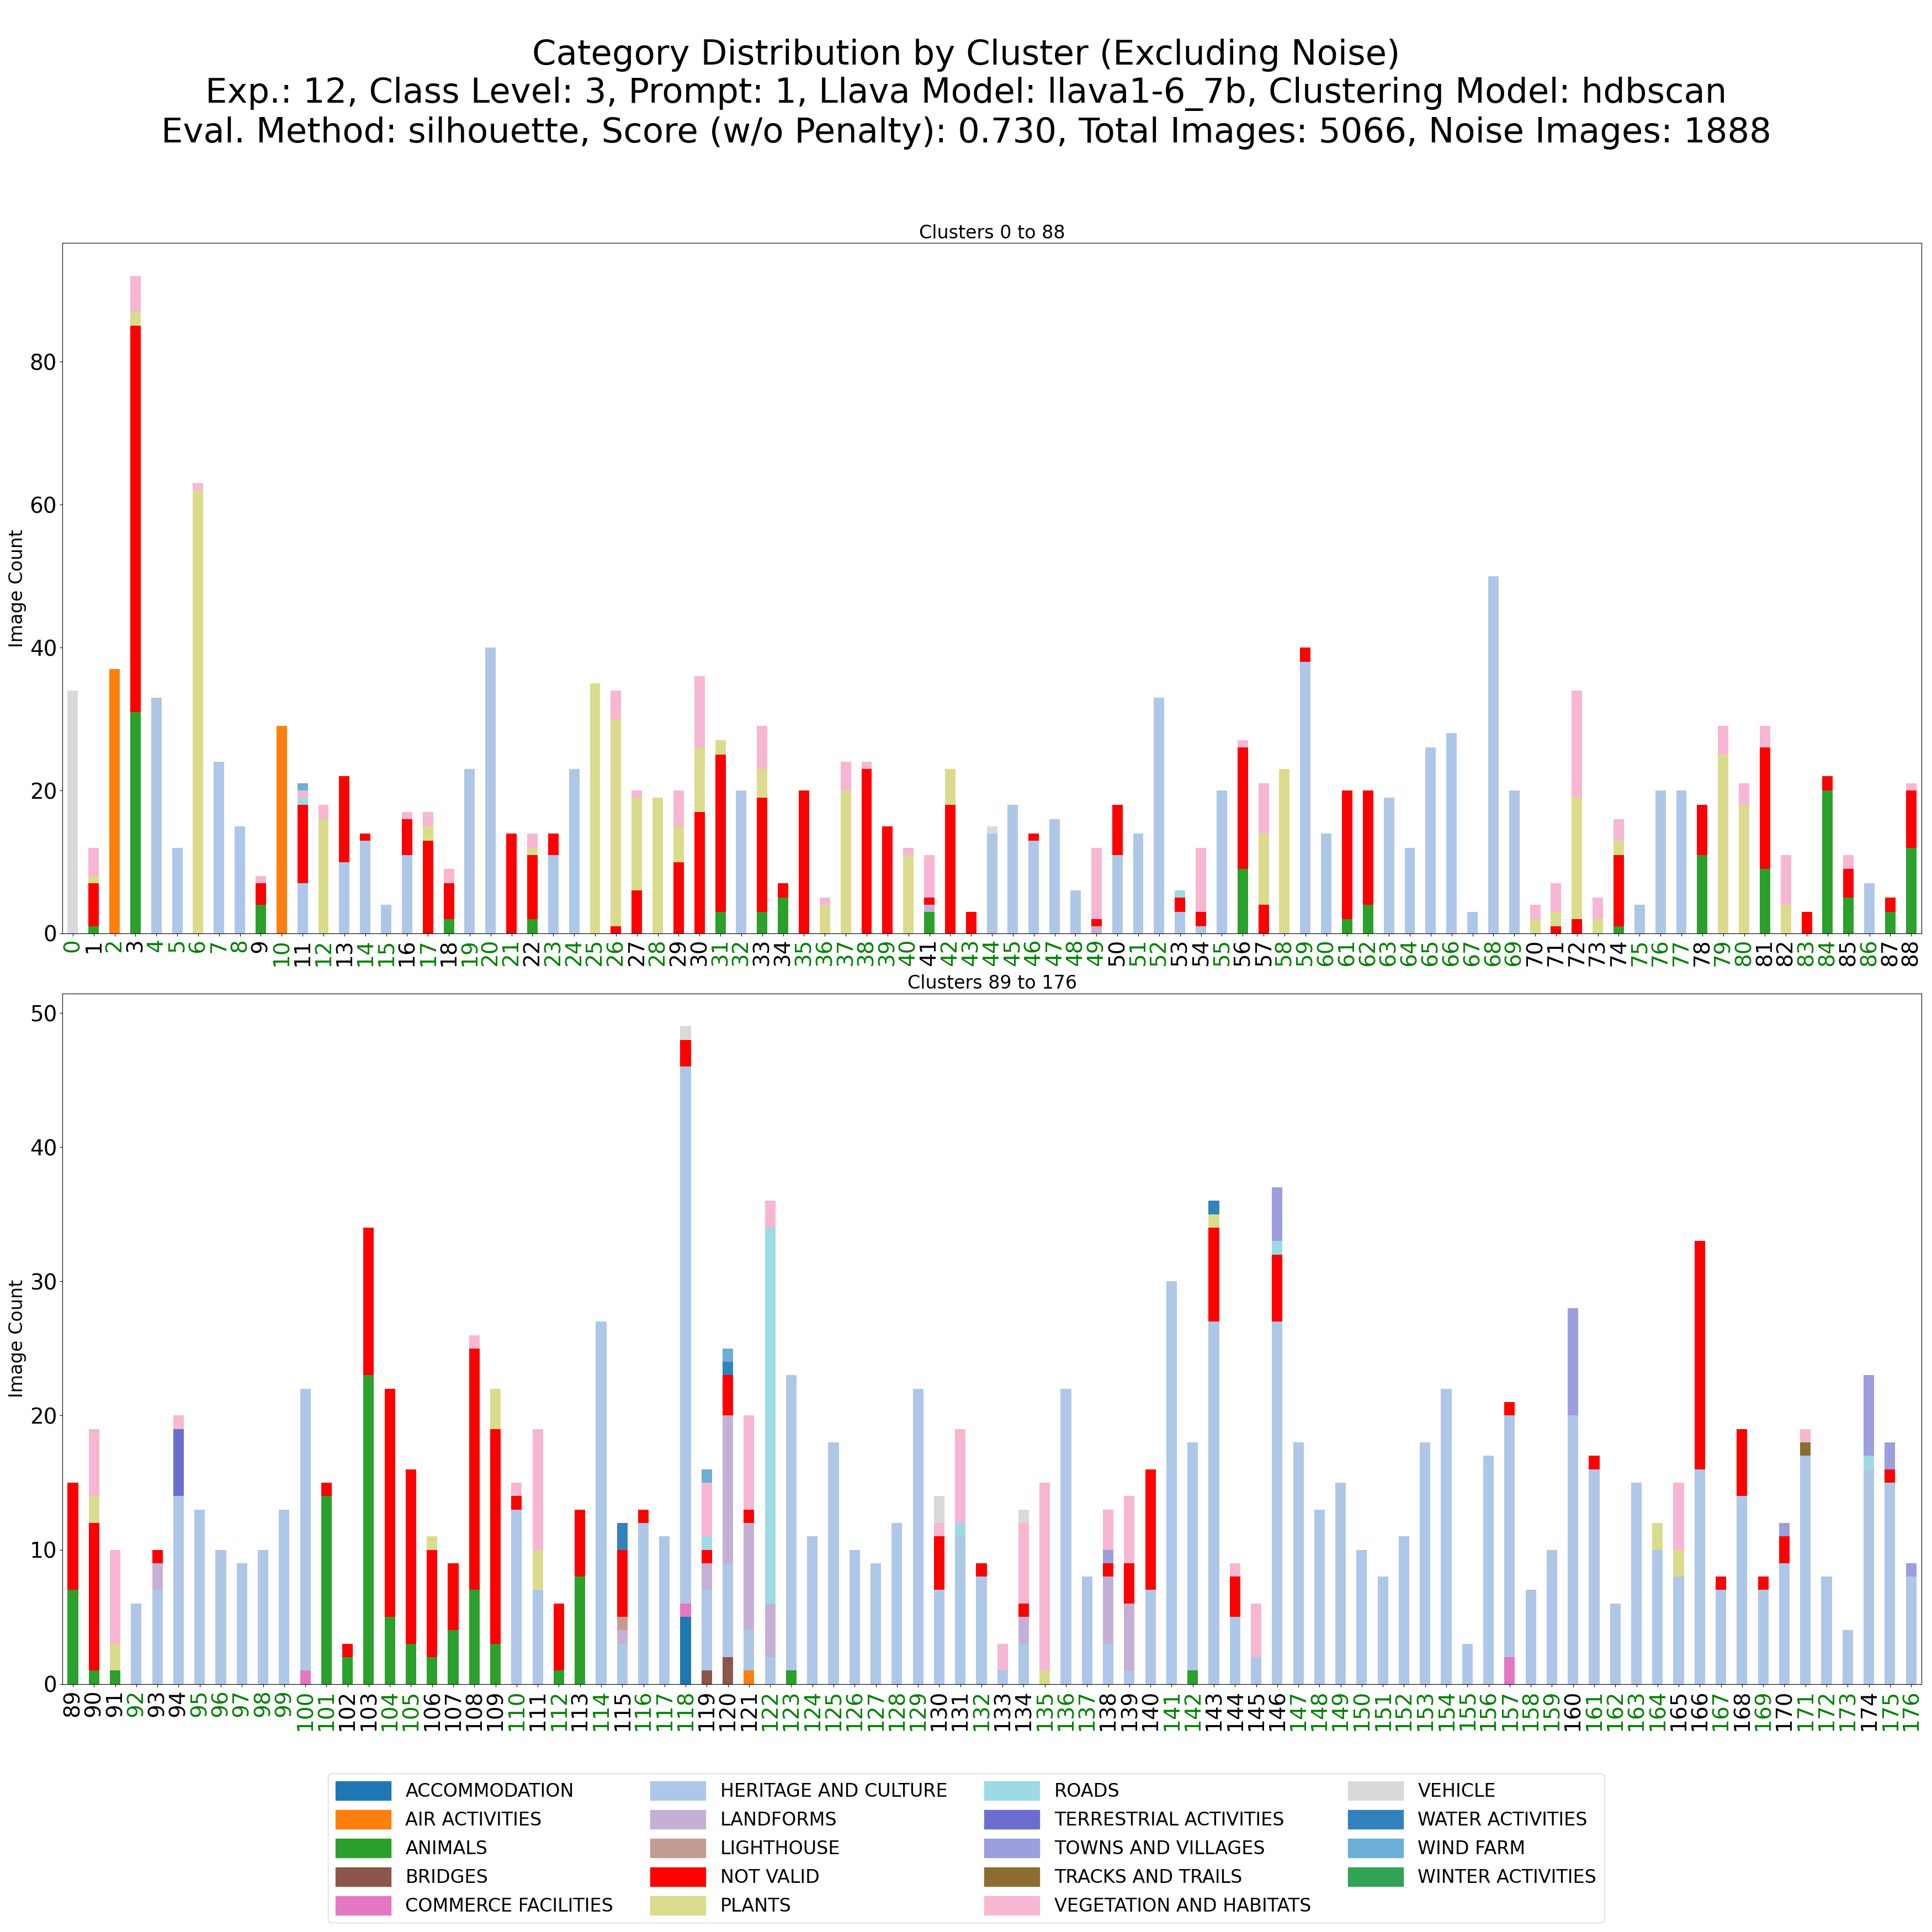 Category Distribution by Cluster (Excluding Noise)
Exp.: 12, Class Level: 3, Prompt: 1, Llava Model: llava1-6_7b, Clustering Model: hdbscan
Eval. Method: silhouette, Score (w/o Penalty): 0.730, Total Images: 5066, Noise Images: 1888
Clusters 0 to 88
Image Count
80
60
40
20
0
0 1 2 3 4 5 6 7 8 9 10 11 12 13 14 15 16 17 18 19 20 21 22 23 24 25 26 27 28 29 30 31 32 33 34 35 36 37 38 39 40 41 42 43 44 45 46 47 48 49 50 51 52 53 54 55 56 57 58 59 60 61 62 63 64 65 66 67 68 69 70 71 72 73 74 75 76 77 78 79 80 81 82 83 84 85 86 87 88
Clusters 89 to 176
Image Count
50
40
30
20
10
0
89 90 91 92 93 94 95 96 97 98 99 100 101 102 103 104 105 106 107 108 109 110 111 112 113 114 115 116 117 118 119 120 121 122 123 124 125 126 127 128 129 130 131 132 133 134 135 136 137 138 139 140 141 142 143 144 145 146 147 148 149 150 151 152 153 154 155 156 157 158 159 160 161 162 163 164 165 166 167 168 169 170 171 172 173 174 175 176
ACCOMMODATION
AIR ACTIVITIES
ANIMALS
BRIDGES
COMMERCE FACILITIES
HERITAGE AND CULTURE
LANDFORMS
LIGHTHOUSE
NOT VALID
PLANTS
ROADS
TERRESTRIAL ACTIVITIES
TOWNS AND VILLAGES
TRACKS AND TRAILS
VEGETATION AND HABITATS
VEHICLE
WATER ACTIVITIES
WIND FARM
WINTER ACTIVITIES